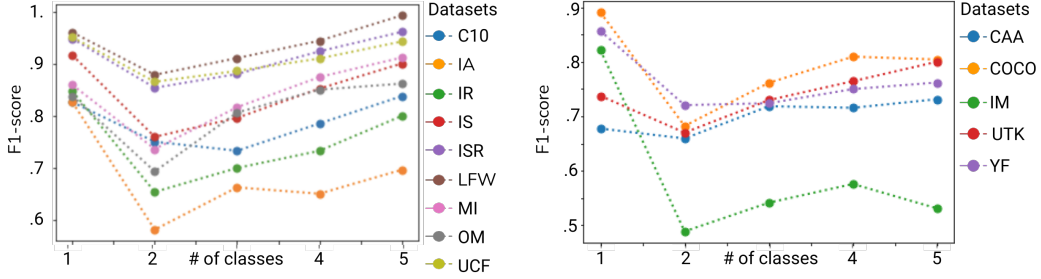 Datasets
C10
IA
IR
IS
ISR
LFW
MI
OM
UCF
F1-score
1.
.9
.8
.7
.6
1 2 # of classes 4 5
Datasets
CAA
COCO
IM
UTK
YF
F1-score
.9
.8
.7
.6
.5
1 2 # of classes 4 5